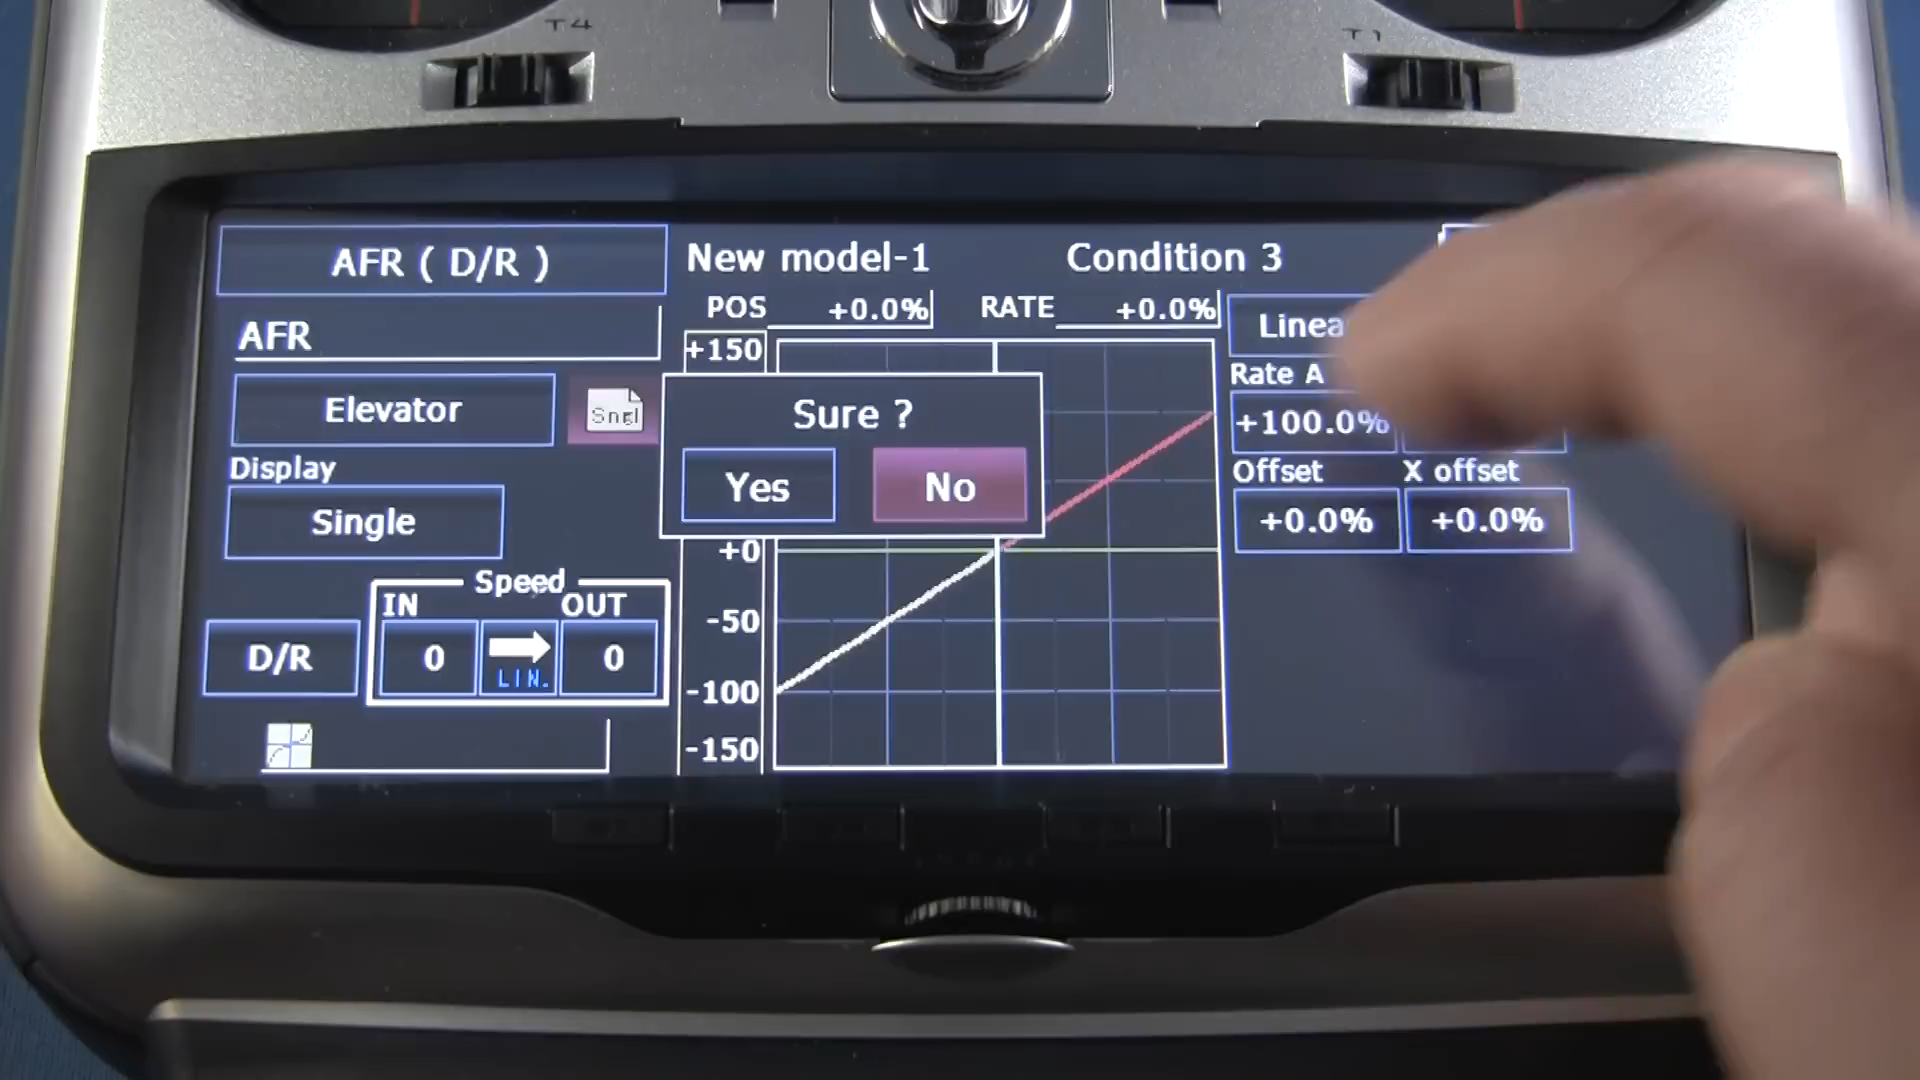 T4
T1
AFR ( D/R )
New model-1
Condition 3
POS
+0.0%
RATE
+0.0%
AFR
+150
Linea
Rate A
Elevator
Sngl
Sure ?
+100.0%
Display
Yes
No
Offset
X offset
Single
+0.0%
+0.0%
+0
Speed
IN
OUT
-50
D/R
0
LIN.
0
-100
-150